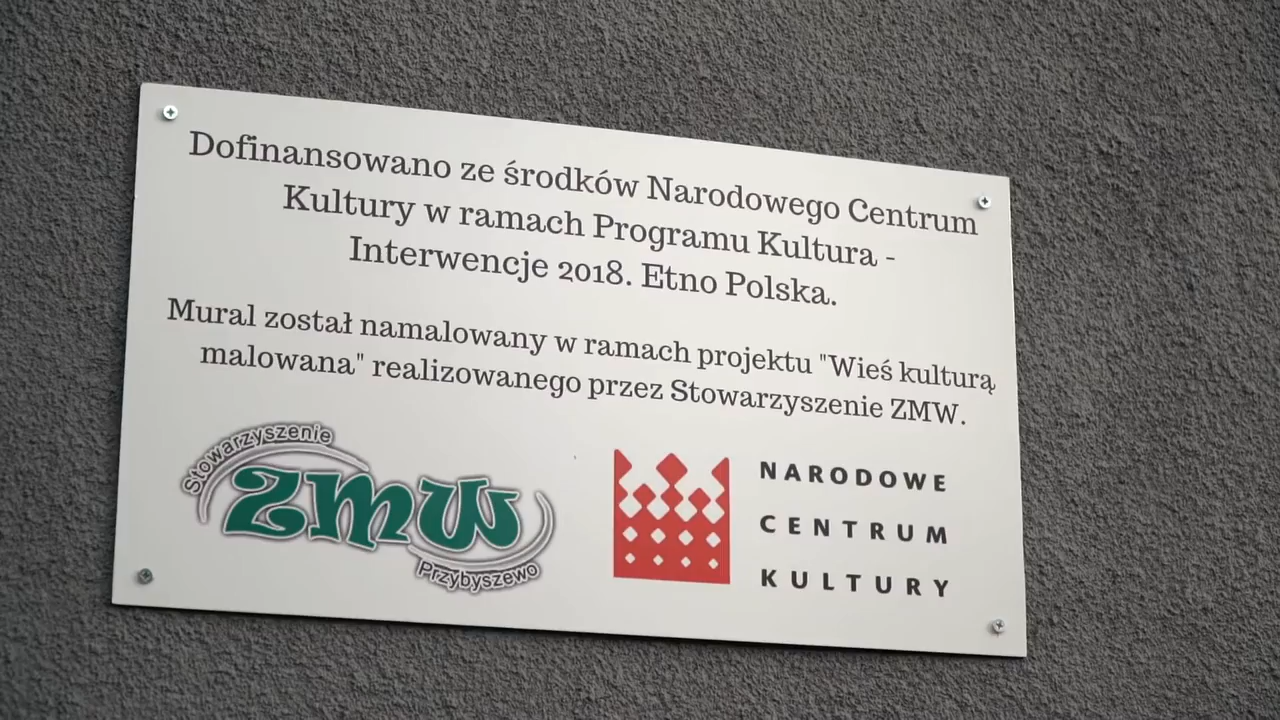 Dofinansowano ze środków Narodowego Centrum
Kultury w ramach Programu Kultura -
Interwencje 2018. Etno Polska.
Mural został namalowany w ramach projektu "Wieś kulturą
malowana" realizowanego przez Stowarzyszenie ZMW.
Stowarzyszenie
ZMW
Przybyszewo
NARODOWE
CENTRUM
KULTURY